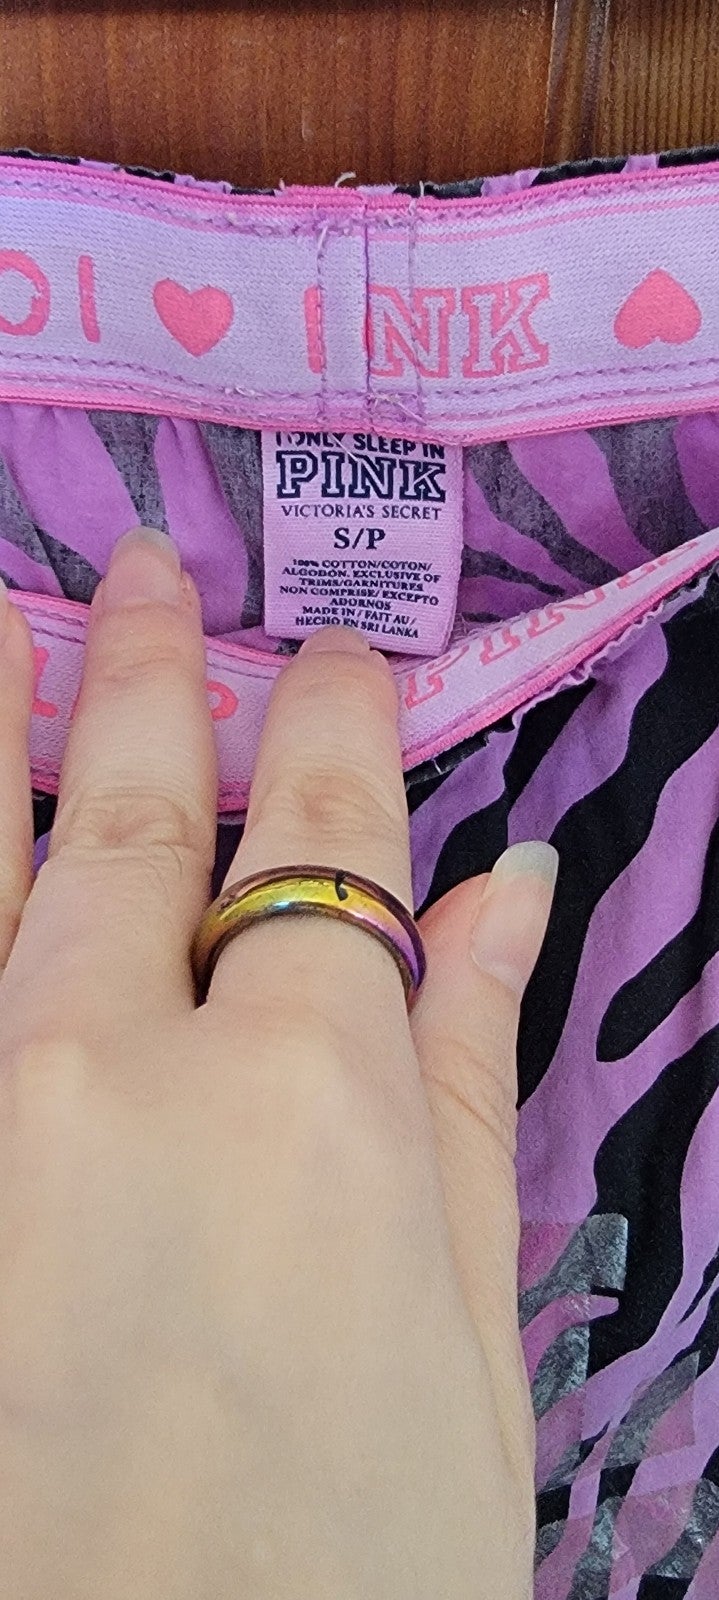 NK
I ONLY SLEEP IN
PINK
VICTORIA'S SECRET
S/P
100% COTTON/COTON/
ALGODON. EXCLUSIVE OF
TRIMS/GARNITURES
NON COMPRISE/EXCEPTO
ADORNOS
MADE IN / FAIT AU /
HECHO EN SRI LANKA
PINK